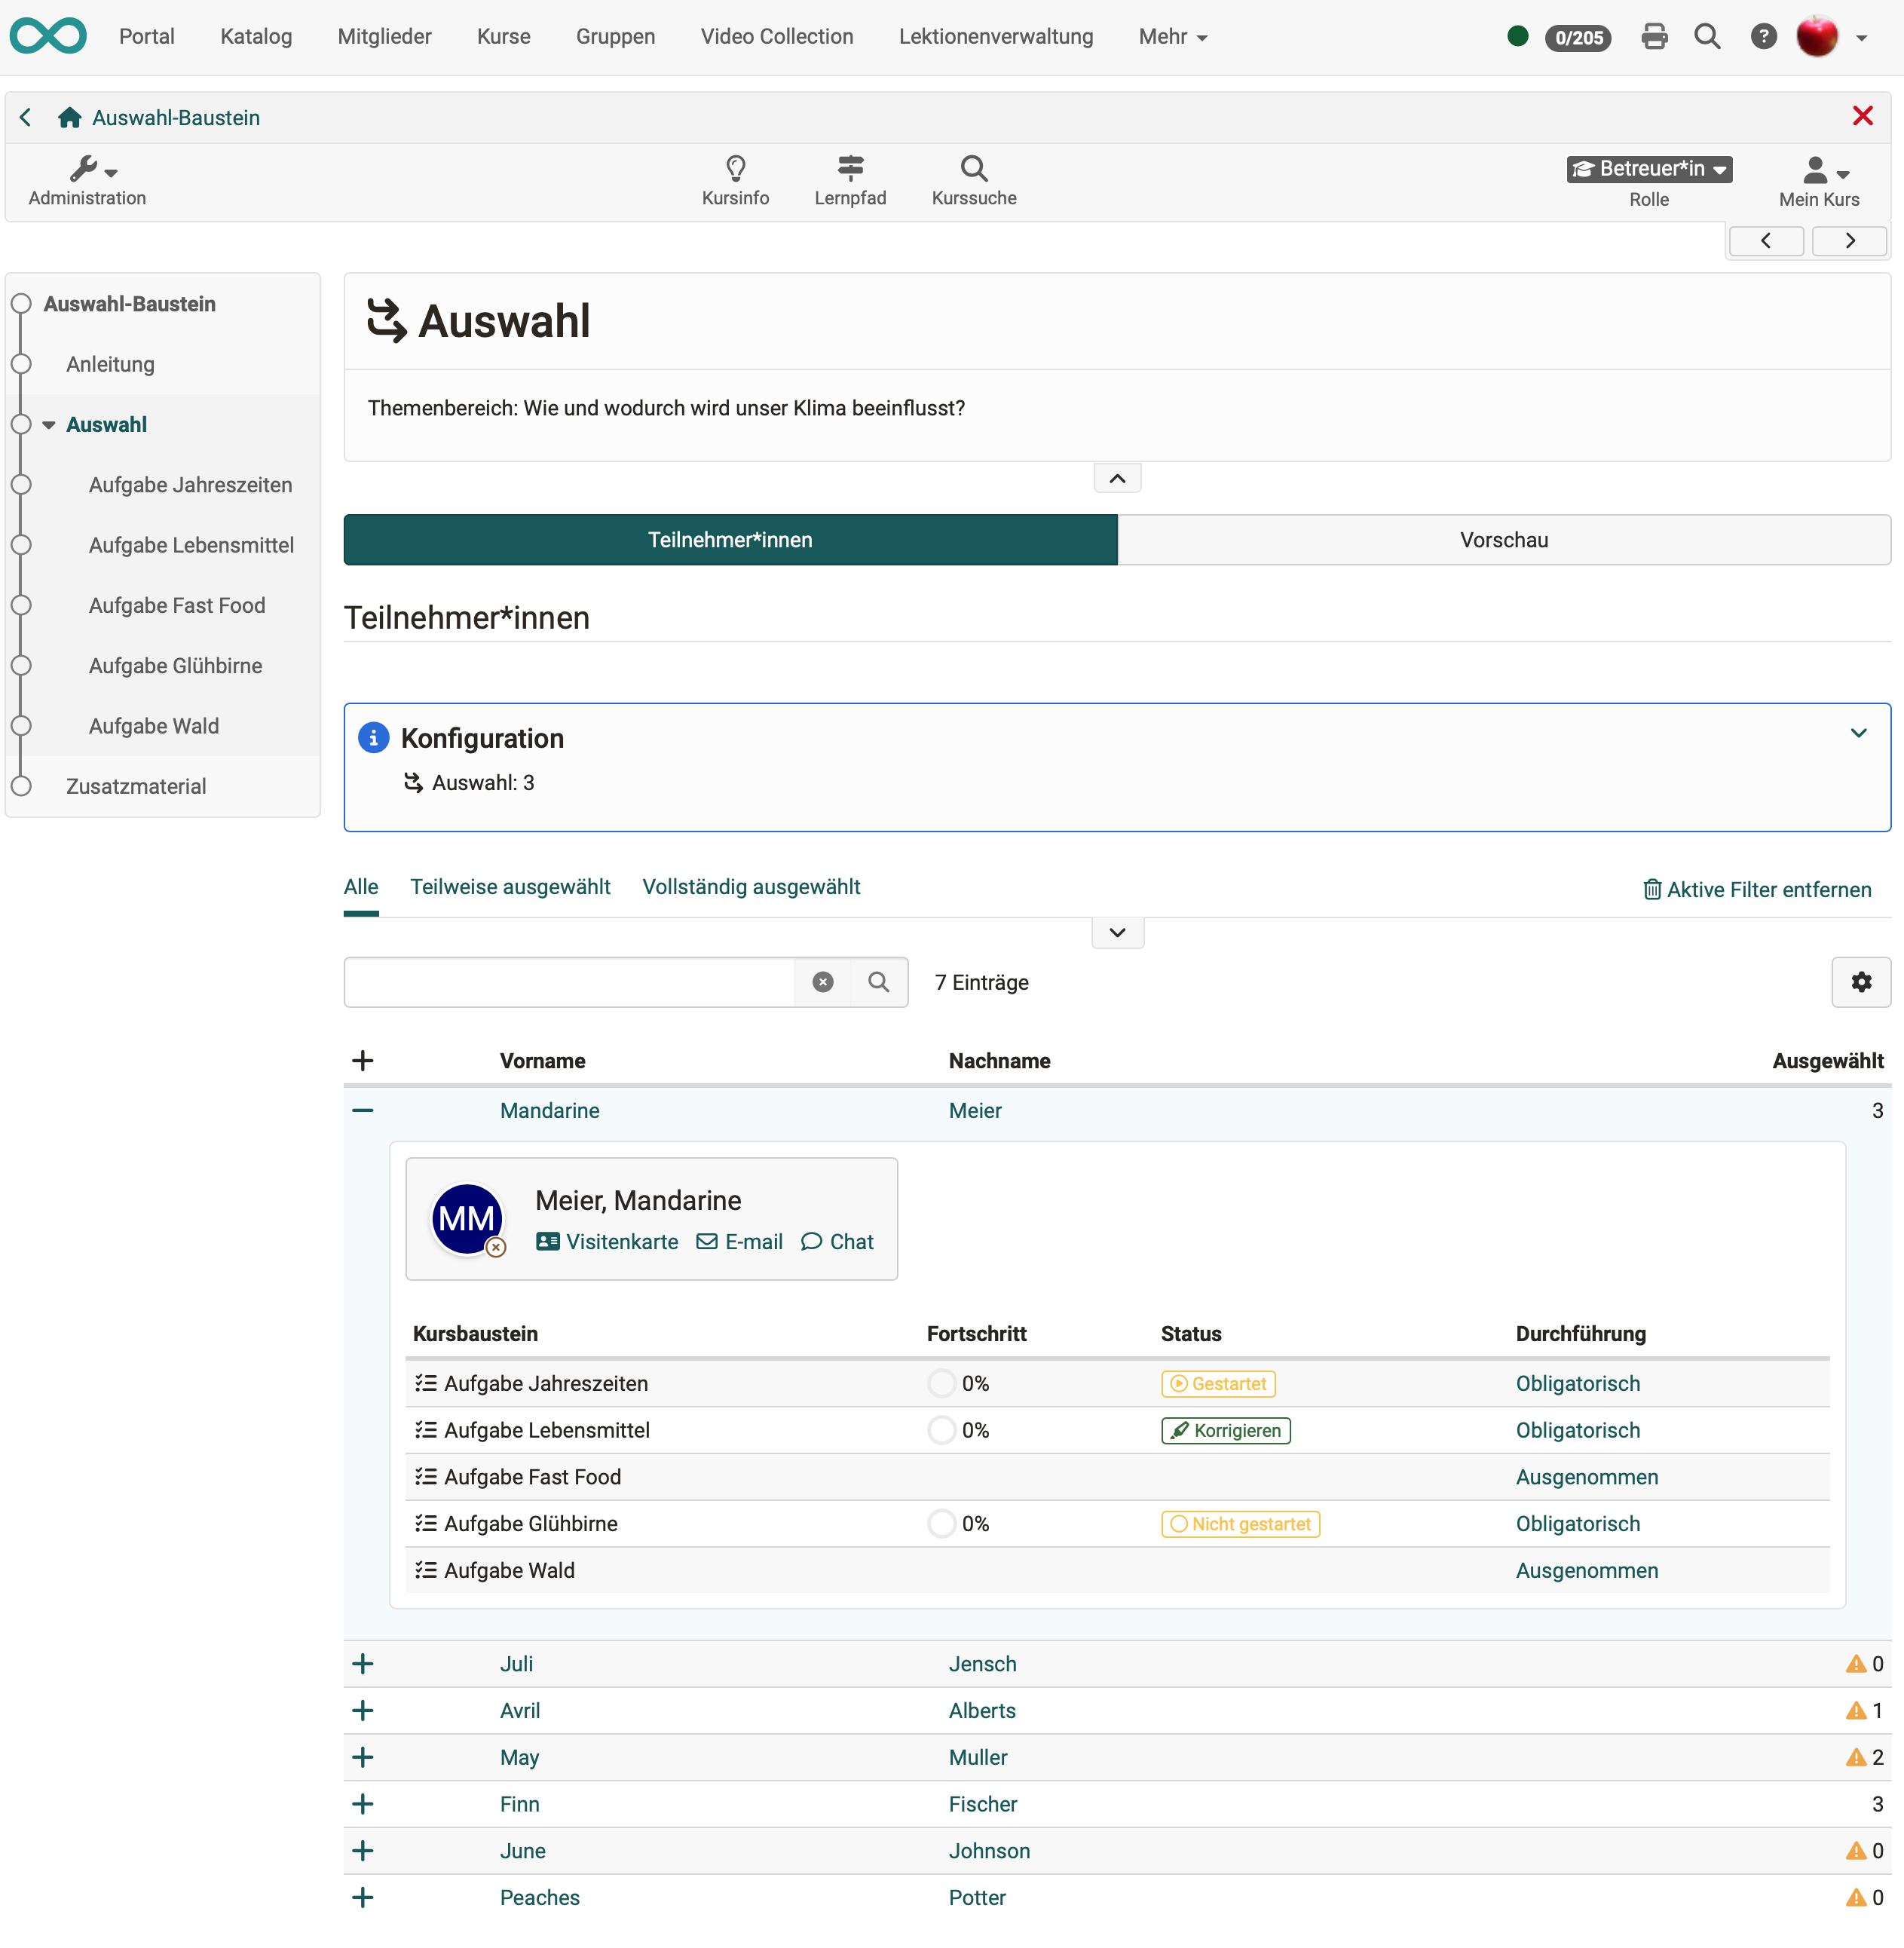 Portal Katalog Mitglieder Kurse Gruppen Video Collection Lektionenverwaltung Mehr 0/205
Auswahl-Baustein
Administration Kursinfo Lernpfad Kurssuche Betreuer*in Rolle Mein Kurs
Auswahl-Baustein
Anleitung
Auswahl
Aufgabe Jahreszeiten
Aufgabe Lebensmittel
Aufgabe Fast Food
Aufgabe Glühbirne
Aufgabe Wald
Zusatzmaterial
Auswahl
Themenbereich: Wie und wodurch wird unser Klima beeinflusst?
Teilnehmer*innen Vorschau
Teilnehmer*innen
Konfiguration
Auswahl: 3
Alle Teilweise ausgewählt Vollständig ausgewählt Aktive Filter entfernen
7 Einträge
Vorname Nachname Ausgewählt
Mandarine Meier 3
MM
Meier, Mandarine
Visitenkarte E-mail Chat
Kursbaustein Fortschritt Status Durchführung
Aufgabe Jahreszeiten 0% Gestartet Obligatorisch
Aufgabe Lebensmittel 0% Korrigieren Obligatorisch
Aufgabe Fast Food Ausgenommen
Aufgabe Glühbirne 0% Nicht gestartet Obligatorisch
Aufgabe Wald Ausgenommen
Juli Jensch 0
Avril Alberts 1
May Muller 2
Finn Fischer 3
June Johnson 0
Peaches Potter 0